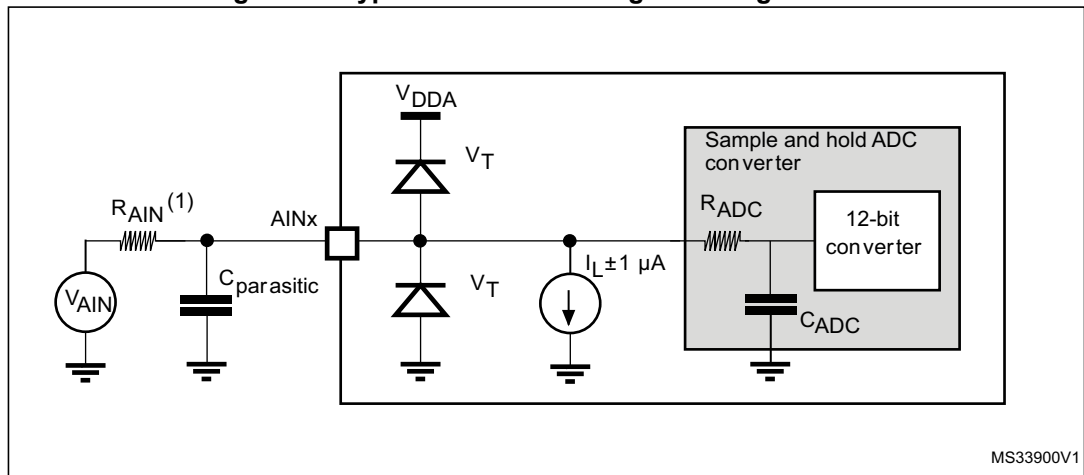 V_DDA
V_T
Sample and hold ADC
converter
R_AIN (1)
AINx
R_ADC
12-bit
converter
V_AIN
C_parasitic
V_T
I_L±1 µA
C_ADC
MS33900V1